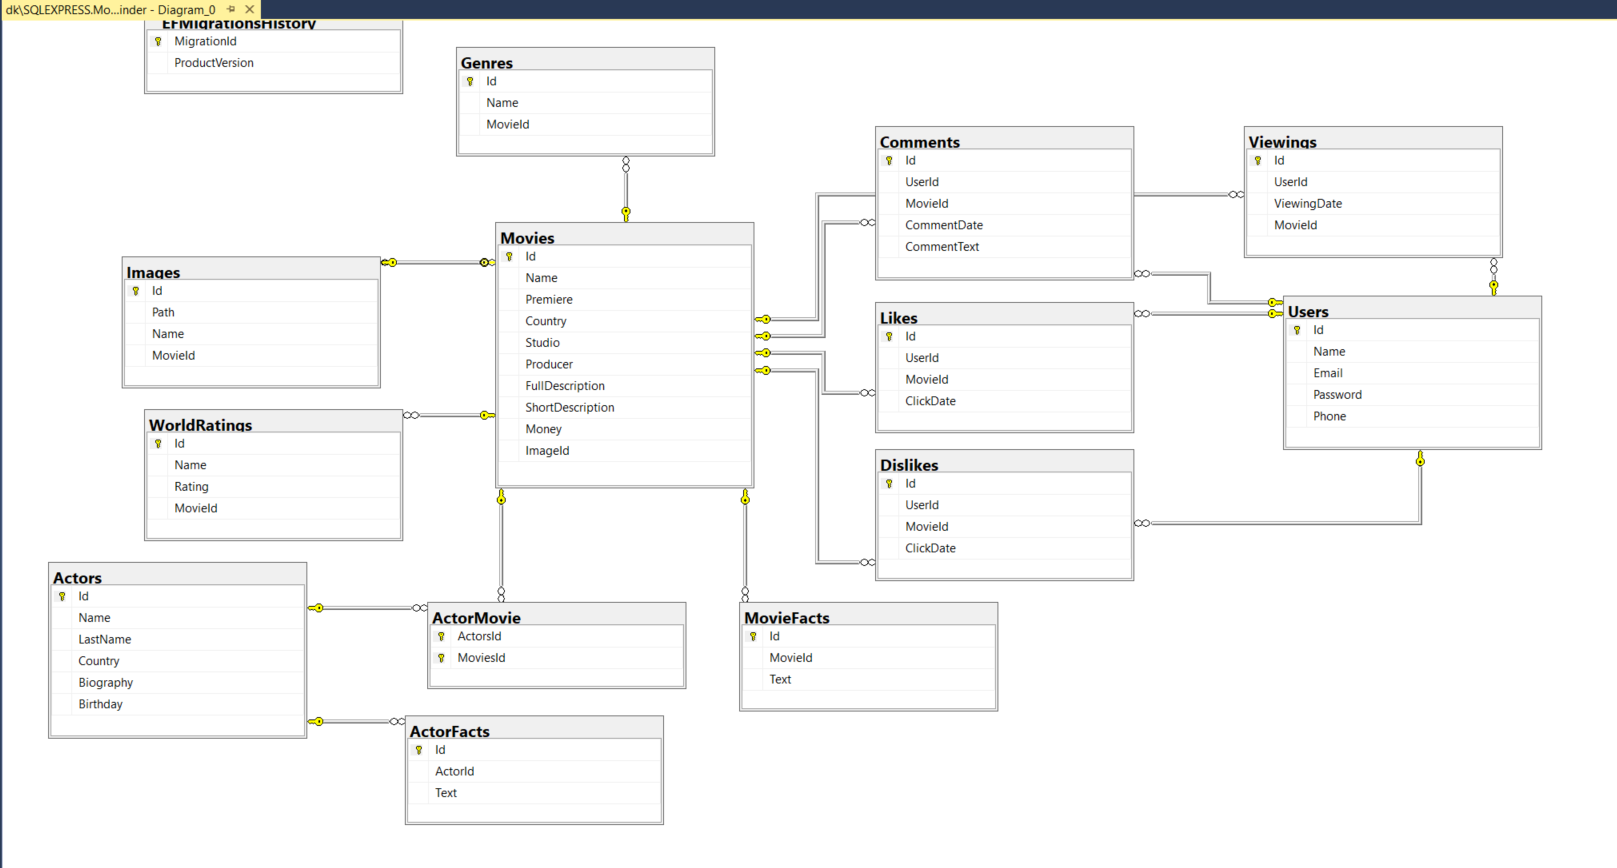 dk\SQLEXPRESS.Mo...inder - Diagram_0
EFMigrationsHistory
MigrationId
ProductVersion
Genres
Id
Name
MovieId
Comments
Id
UserId
MovieId
CommentDate
CommentText
Viewings
Id
UserId
ViewingDate
MovieId
Movies
Id
Name
Premiere
Country
Studio
Producer
FullDescription
ShortDescription
Money
ImageId
Images
Id
Path
Name
MovieId
Likes
Id
UserId
MovieId
ClickDate
Users
Id
Name
Email
Password
Phone
WorldRatings
Id
Name
Rating
MovieId
Dislikes
Id
UserId
MovieId
ClickDate
Actors
Id
Name
LastName
Country
Biography
Birthday
ActorMovie
ActorsId
MoviesId
MovieFacts
Id
MovieId
Text
ActorFacts
Id
ActorId
Text